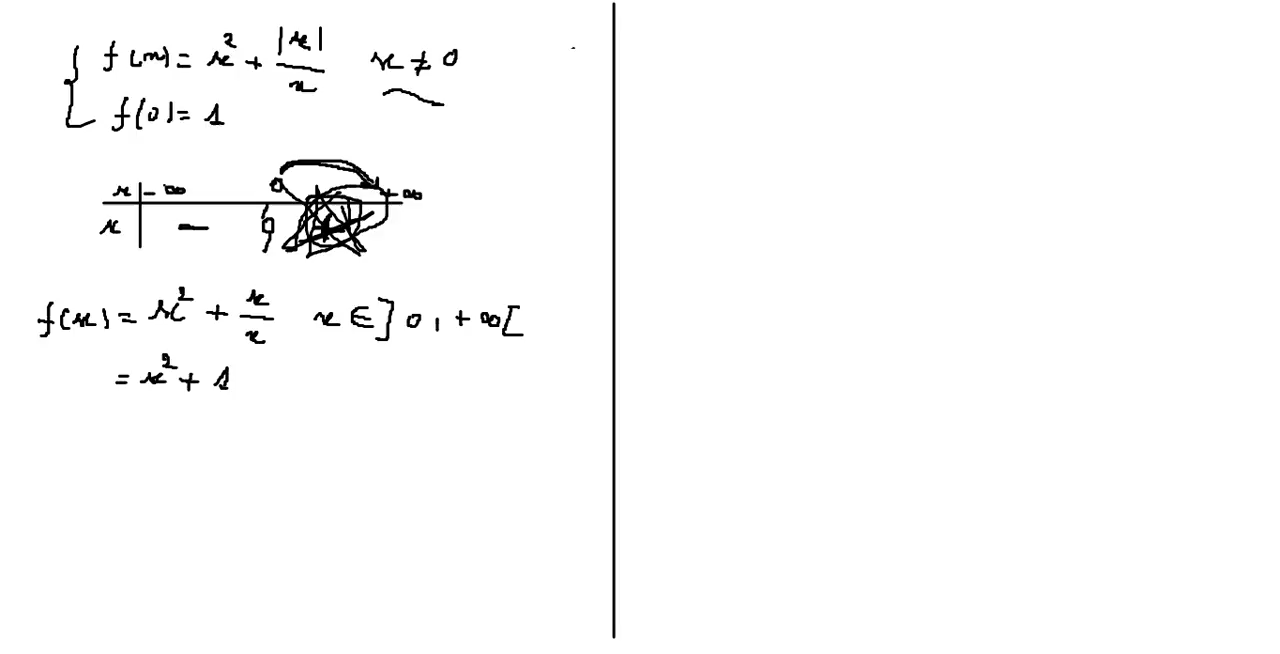 f(x) = x² + |x|/x x ≠ 0
f(0) = 1
x -∞ 0 +∞
x − 0
f(x) = x² + x/x x ∈ ]0, +∞[
= x² + 1